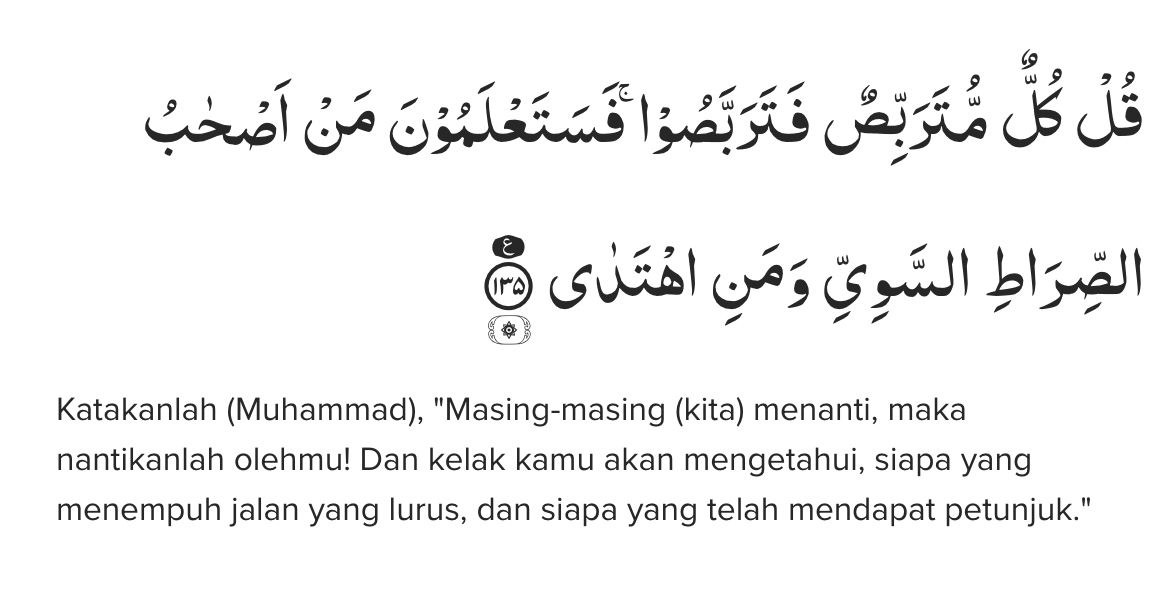 قُلْ كُلٌّ مُّتَرَبِّصٌ فَتَرَبَّصُوْا ۚ فَسَتَعْلَمُوْنَ مَنْ اَصْحٰبُ
الصِّرَاطِ السَّوِيِّ وَمَنِ اهْتَدٰى ࣖ ۝١٣٥ ۞
Katakanlah (Muhammad), "Masing-masing (kita) menanti, maka
nantikanlah olehmu! Dan kelak kamu akan mengetahui, siapa yang
menempuh jalan yang lurus, dan siapa yang telah mendapat petunjuk."